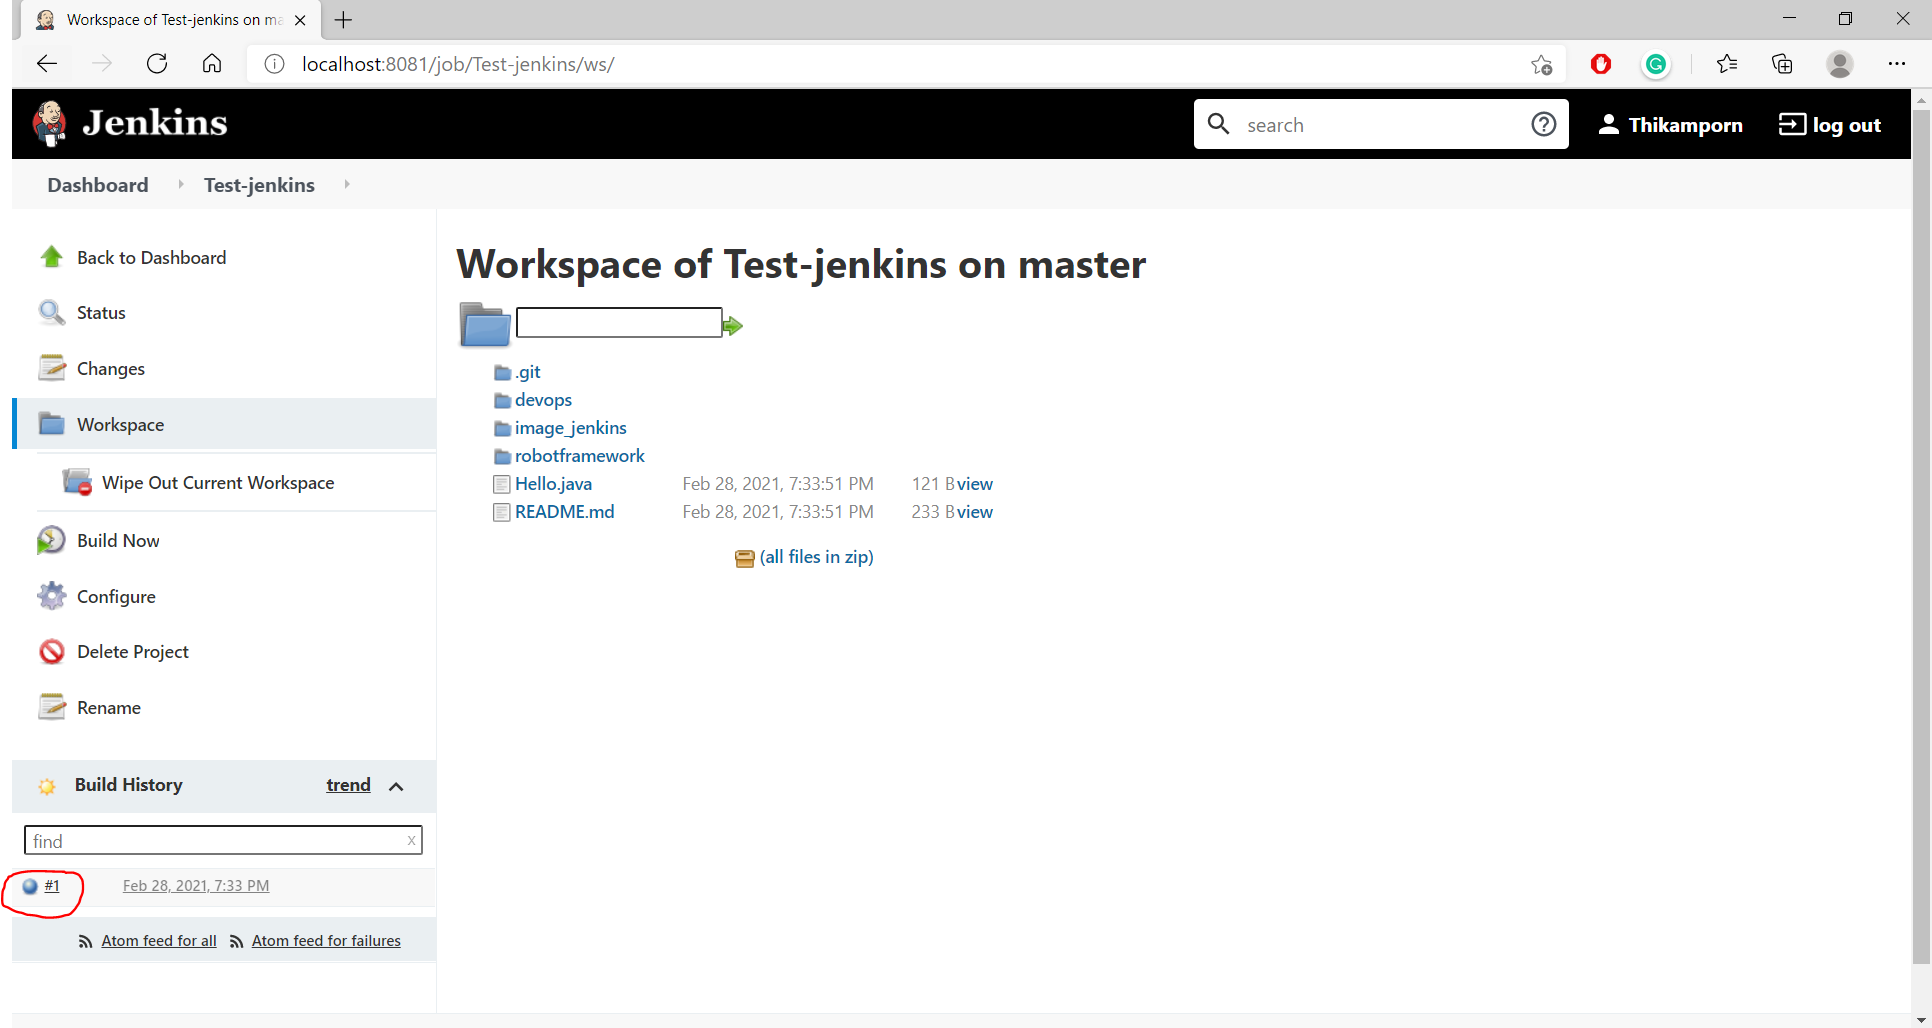 Workspace of Test-jenkins on ma
localhost:8081/job/Test-jenkins/ws/
Jenkins
search
Thikamporn
log out
Dashboard
Test-jenkins
Back to Dashboard
Status
Changes
Workspace
Wipe Out Current Workspace
Build Now
Configure
Delete Project
Rename
Build History trend
find x
#1 Feb 28, 2021, 7:33 PM
Atom feed for all Atom feed for failures
Workspace of Test-jenkins on master
.git
devops
image_jenkins
robotframework
Hello.java Feb 28, 2021, 7:33:51 PM 121 B view
README.md Feb 28, 2021, 7:33:51 PM 233 B view
(all files in zip)